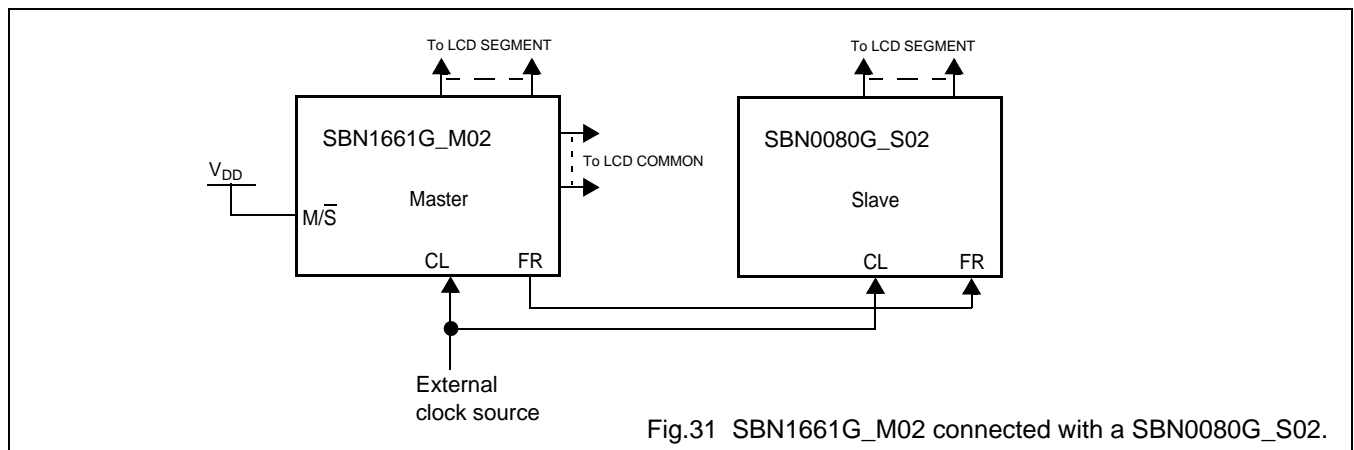 To LCD SEGMENT
To LCD SEGMENT
SBN1661G_M02
SBN0080G_S02
To LCD COMMON
VDD
Master
Slave
M/S̅
CL FR
CL FR
External
clock source
Fig.31 SBN1661G_M02 connected with a SBN0080G_S02.